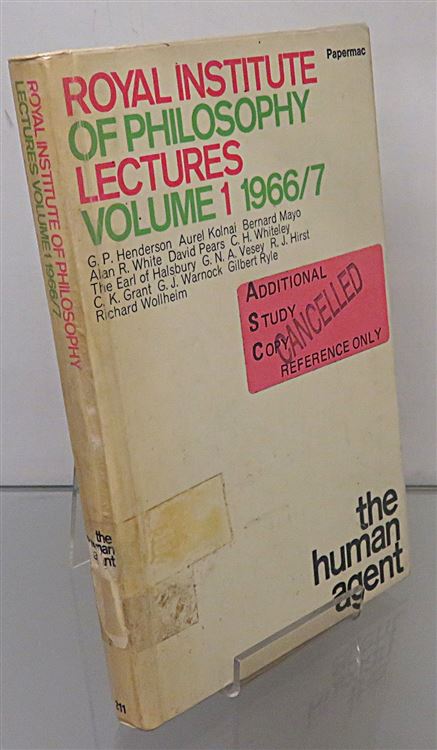 Papermac
ROYAL INSTITUTE
OF PHILOSOPHY
LECTURES
VOLUME 1 1966/7
G. P. Henderson Aurel Kolnai Bernard Mayo
Alan R. White David Pears C. H. Whiteley
The Earl of Halsbury G. N. A. Vesey R. J. Hirst
C. K. Grant G. J. Warnock Gilbert Ryle
Richard Wollheim
ADDITIONAL
STUDY
COPY
REFERENCE ONLY
CANCELLED
the
human
agent
ROYAL INSTITUTE OF PHILOSOPHY
LECTURES VOLUME 1 1966/7
the
human
agent
211